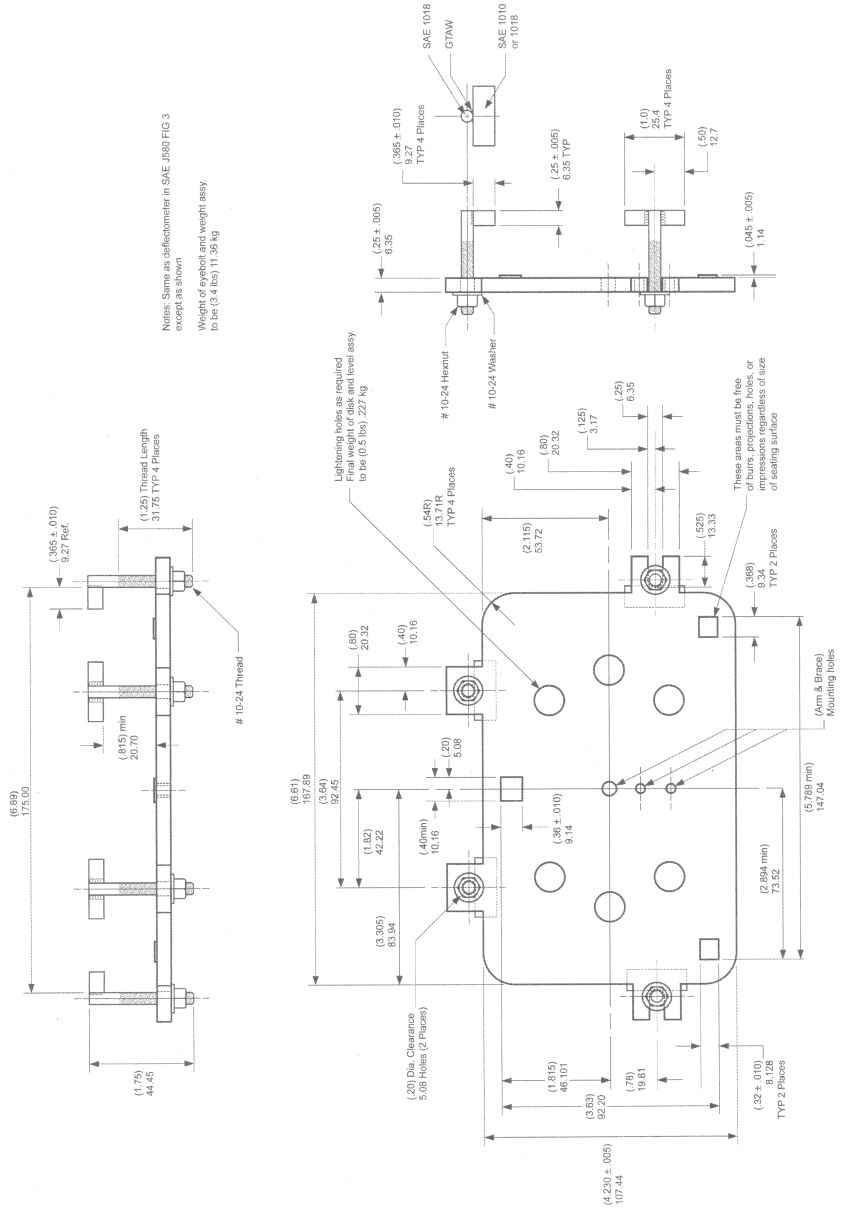 (6.89)
175.00
(1.75)
44.45
(.815) min
20.70
(.365 ± .010)
9.27 Ref.
(1.25) Thread Length
31.75 TYP 4 Places
# 10-24 Thread
Notes: Same as deflectometer in SAE J580 FIG 3
except as shown
Weight of eyebolt and weight assy.
to be (3.4 lbs) 11.36 kg
(6.61)
167.89
(3.64)
92.45
(1.82)
42.22
(3.305)
83.94
(.80)
20.32
(.40)
10.16
(.20)
5.08
(.40min)
10.16
(.36 ± .010)
9.14
(.20) Dia. Clearance
5.08 Holes (2 Places)
(.54R)
13.71R
TYP 4 Places
Lightening holes as required
Final weight of disk and level assy.
to be (0.5 lbs) .227 kg
(2.115)
53.72
(.40)
10.16
(.80)
20.32
(.125)
3.17
(.25)
6.35
(.525)
13.33
(.368)
9.34
TYP 2 Places
These areas must be free
of burrs, projections, holes, or
impressions regardless of size
of seating surface
(4.230 ± .005)
107.44
(3.63)
92.20
(1.815)
46.101
(.78)
19.81
(.32 ± .010)
8.128
TYP 2 Places
(2.894 min)
73.52
(5.789 min)
147.04
(Arm & Brace)
Mounting holes
(.25 ± .005)
6.35
(.365 ± .010)
9.27
TYP 4 Places
SAE 1018
GTAW
SAE 1010
or 1018
# 10-24 Hexnut
# 10-24 Washer
(.25 ± .005)
6.35 TYP
(1.0)
25.4
TYP 4 Places
(.50)
12.7
(.045 ± .005)
1.14